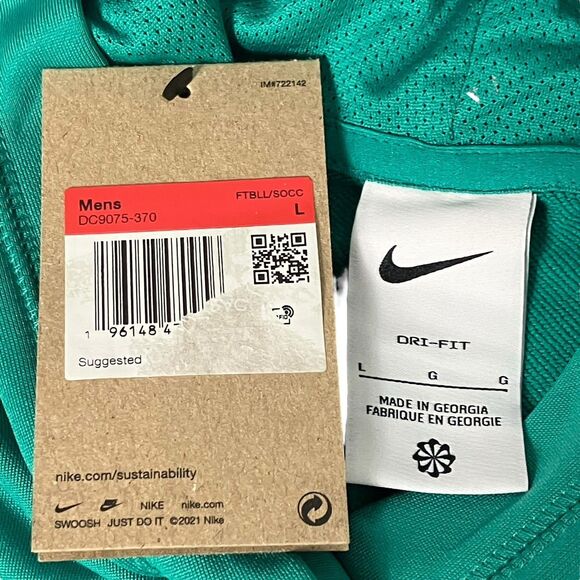 IM#722142
Mens
FTBLL/SOCC
DC9075-370
L
1 96148 4
Suggested
nike.com/sustainability
NIKE nike.com
SWOOSH JUST DO IT ©2021 Nike
DRI-FIT
L G G
MADE IN GEORGIA
FABRIQUE EN GEORGIE